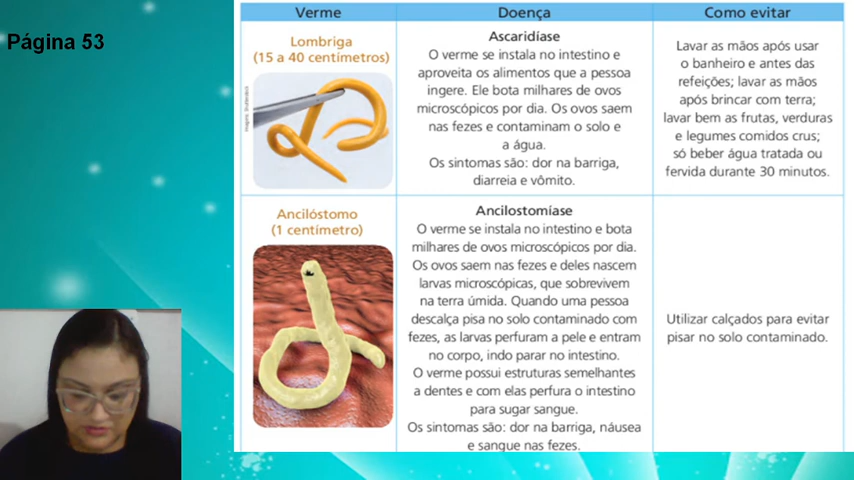 Página 53
Verme
Doença
Como evitar
Lombriga
(15 a 40 centímetros)
Ascaridíase
O verme se instala no intestino e
aproveita os alimentos que a pessoa
ingere. Ele bota milhares de ovos
microscópicos por dia. Os ovos saem
nas fezes e contaminam o solo e
a água.
Os sintomas são: dor na barriga,
diarreia e vômito.
Lavar as mãos após usar
o banheiro e antes das
refeições; lavar as mãos
após brincar com terra;
lavar bem as frutas, verduras
e legumes comidos crus;
só beber água tratada ou
fervida durante 30 minutos.
Ancilóstomo
(1 centímetro)
Ancilostomíase
O verme se instala no intestino e bota
milhares de ovos microscópicos por dia.
Os ovos saem nas fezes e deles nascem
larvas microscópicas, que sobrevivem
na terra úmida. Quando uma pessoa
descalça pisa no solo contaminado com
fezes, as larvas perfuram a pele e entram
no corpo, indo parar no intestino.
O verme possui estruturas semelhantes
a dentes e com elas perfura o intestino
para sugar sangue.
Os sintomas são: dor na barriga, náusea
e sangue nas fezes.
Utilizar calçados para evitar
pisar no solo contaminado.